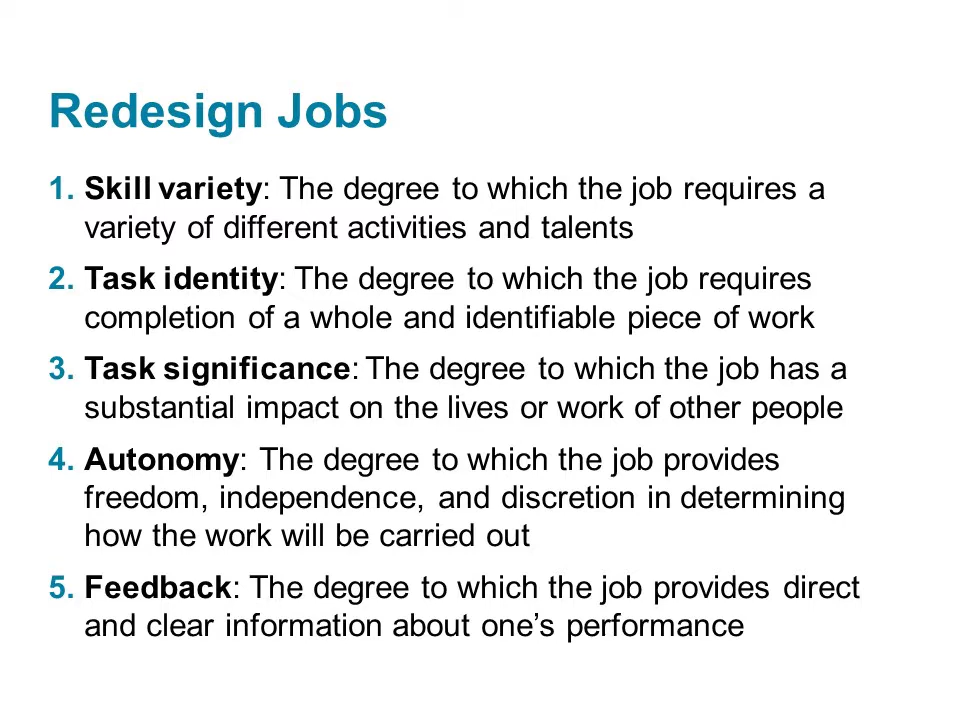 Redesign Jobs
1. Skill variety: The degree to which the job requires a
variety of different activities and talents
2. Task identity: The degree to which the job requires
completion of a whole and identifiable piece of work
3. Task significance: The degree to which the job has a
substantial impact on the lives or work of other people
4. Autonomy: The degree to which the job provides
freedom, independence, and discretion in determining
how the work will be carried out
5. Feedback: The degree to which the job provides direct
and clear information about one’s performance